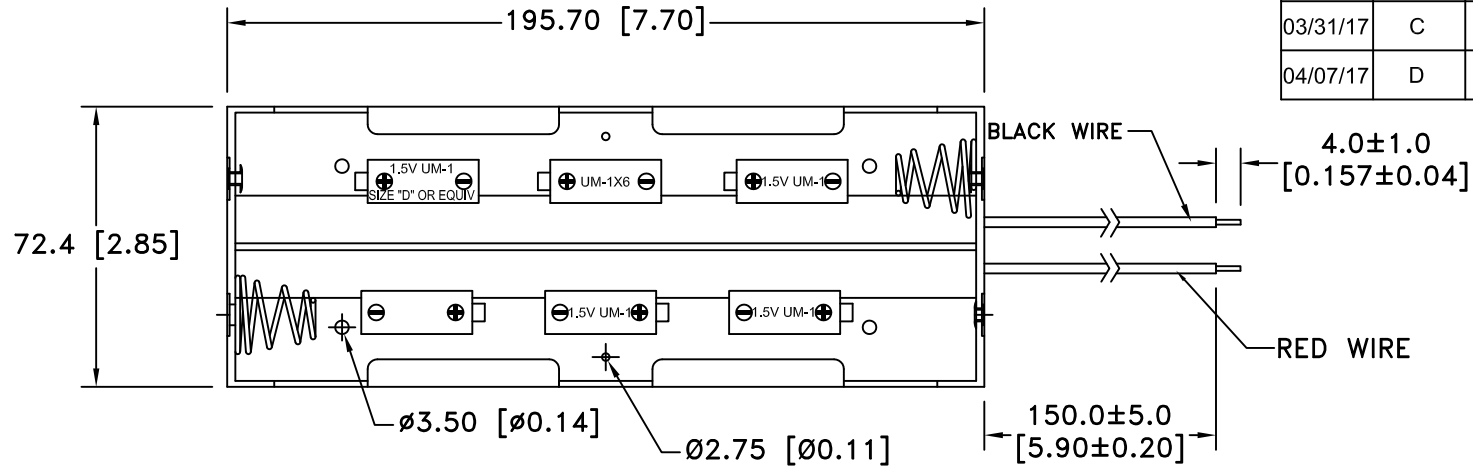 195.70 [7.70]
03/31/17 C
04/07/17 D
BLACK WIRE
4.0±1.0
[0.157±0.04]
1.5V UM-1
SIZE "D" OR EQUIV
UM-1X6
1.5V UM-1
72.4 [2.85]
1.5V UM-1
1.5V UM-1
RED WIRE
ø3.50 [ø0.14]
Ø2.75 [Ø0.11]
150.0±5.0
[5.90±0.20]